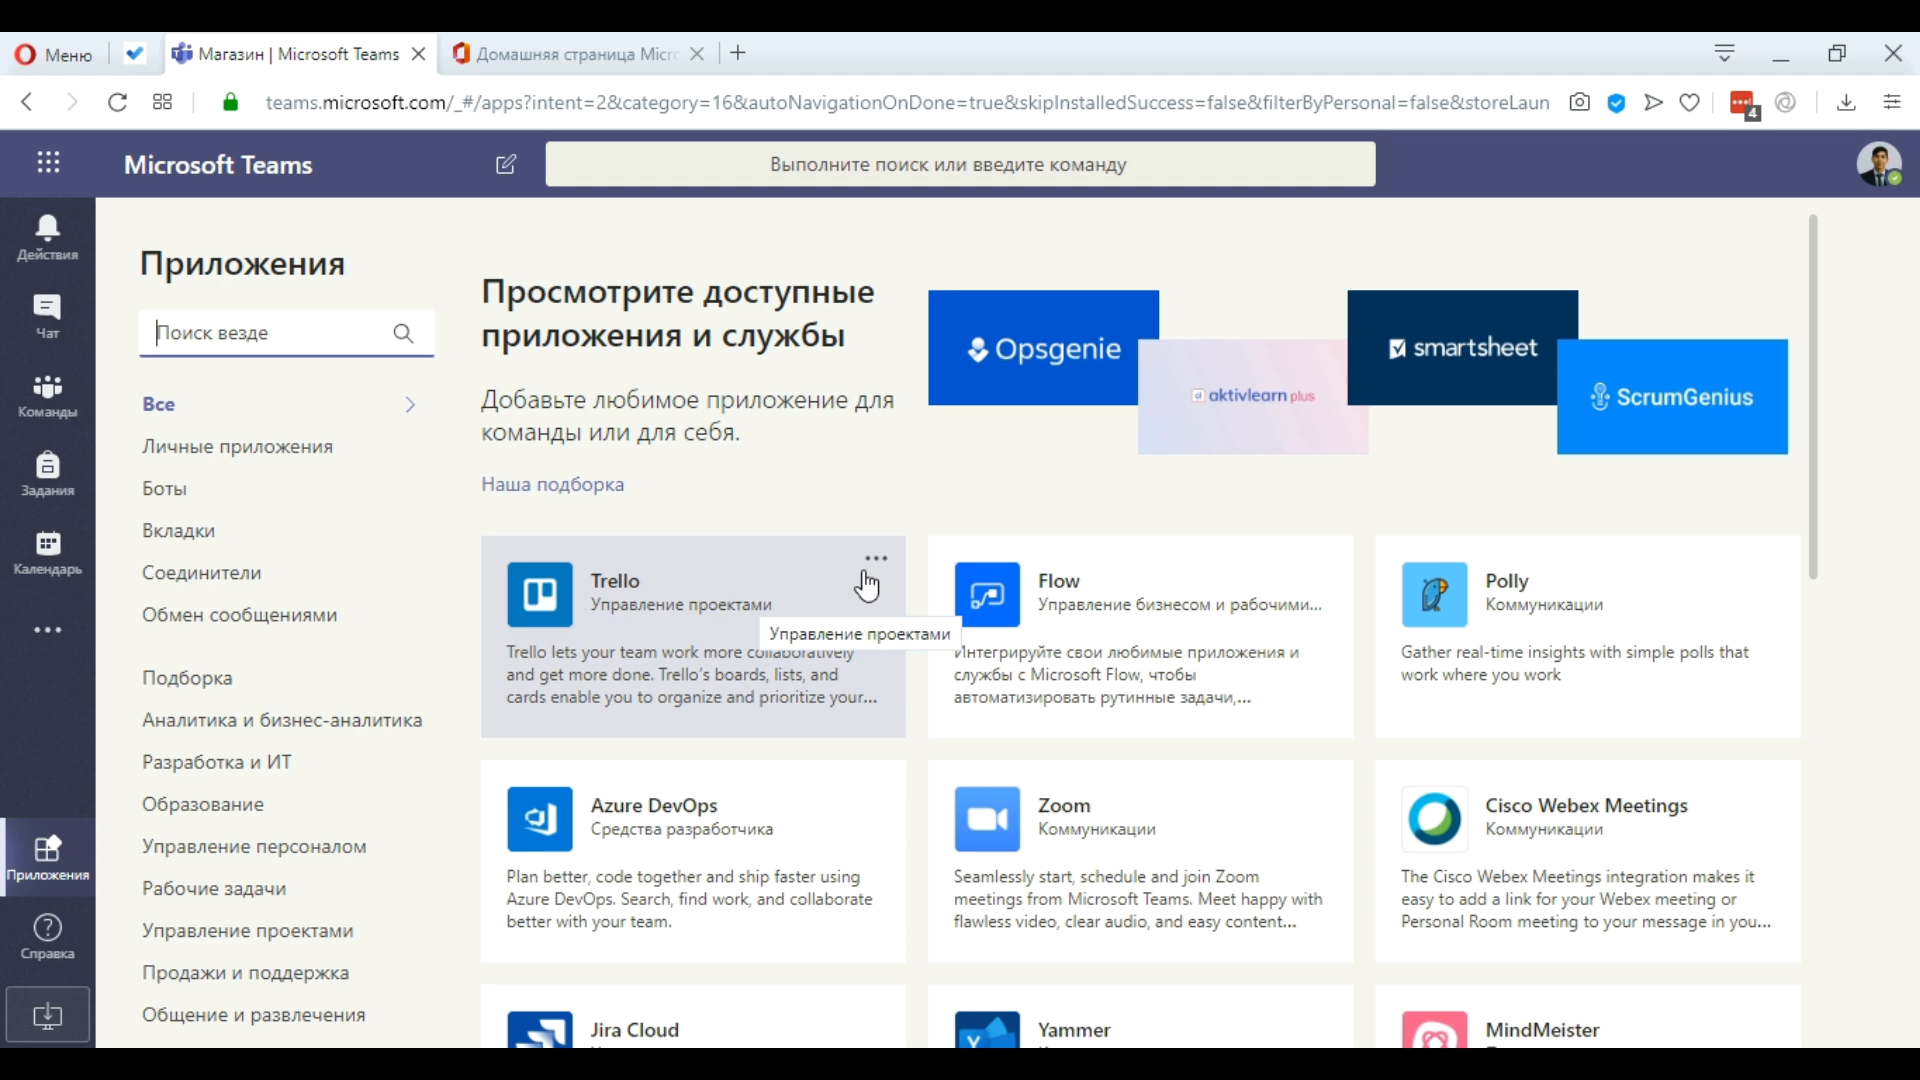 Меню
Магазин | Microsoft Teams
Домашняя страница Micr
teams.microsoft.com/_#/apps?intent=2&category=16&autoNavigationOnDone=true&skipInstalledSuccess=false&filterByPersonal=false&storeLaun
4
Microsoft Teams
Выполните поиск или введите команду
Действия
Чат
Команды
Задания
Календарь
Приложения
Справка
Приложения
Поиск везде
Все
Личные приложения
Боты
Вкладки
Соединители
Обмен сообщениями
Подборка
Аналитика и бизнес-аналитика
Разработка и ИТ
Образование
Управление персоналом
Рабочие задачи
Управление проектами
Продажи и поддержка
Общение и развлечения
Просмотрите доступные
приложения и службы
Добавьте любимое приложение для
команды или для себя.
Наша подборка
Opsgenie
aktivlearn plus
smartsheet
ScrumGenius
Trello
Управление проектами
Управление проектами
Trello lets your team work more collaboratively
and get more done. Trello's boards, lists, and
cards enable you to organize and prioritize your...
Flow
Управление бизнесом и рабочими...
Интегрируйте свои любимые приложения и
службы с Microsoft Flow, чтобы
автоматизировать рутинные задачи,...
Polly
Коммуникации
Gather real-time insights with simple polls that
work where you work
Azure DevOps
Средства разработчика
Plan better, code together and ship faster using
Azure DevOps. Search, find work, and collaborate
better with your team.
Zoom
Коммуникации
Seamlessly start, schedule and join Zoom
meetings from Microsoft Teams. Meet happy with
flawless video, clear audio, and easy content...
Cisco Webex Meetings
Коммуникации
The Cisco Webex Meetings integration makes it
easy to add a link for your Webex meeting or
Personal Room meeting to your message in you...
Jira Cloud
Yammer
MindMeister